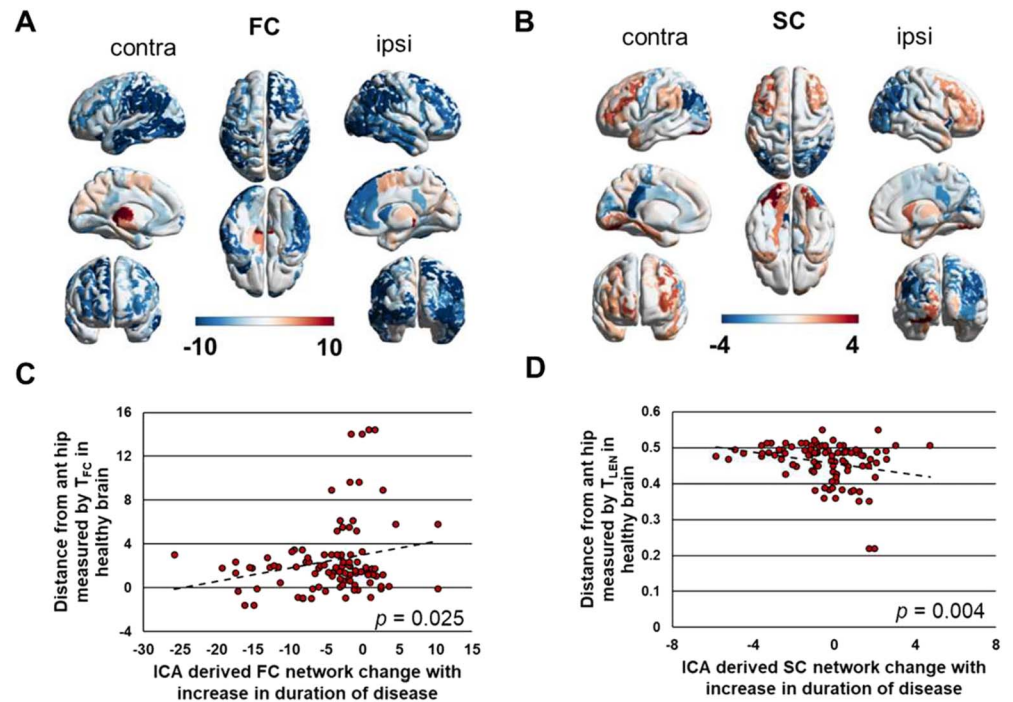 A
FC
contra
ipsi
-10
10
B
SC
contra
ipsi
-4
4
C
Distance from ant hip
measured by TFC in
healthy brain
16
12
8
4
0
-4
-30 -25 -20 -15 -10 -5 0 5 10 15
p = 0.025
ICA derived FC network change with
increase in duration of disease
D
Distance from ant hip
measured by TLEN in
healthy brain
0.6
0.5
0.4
0.3
0.2
0.1
0
-8 -4 0 4 8
p = 0.004
ICA derived SC network change with
increase in duration of disease